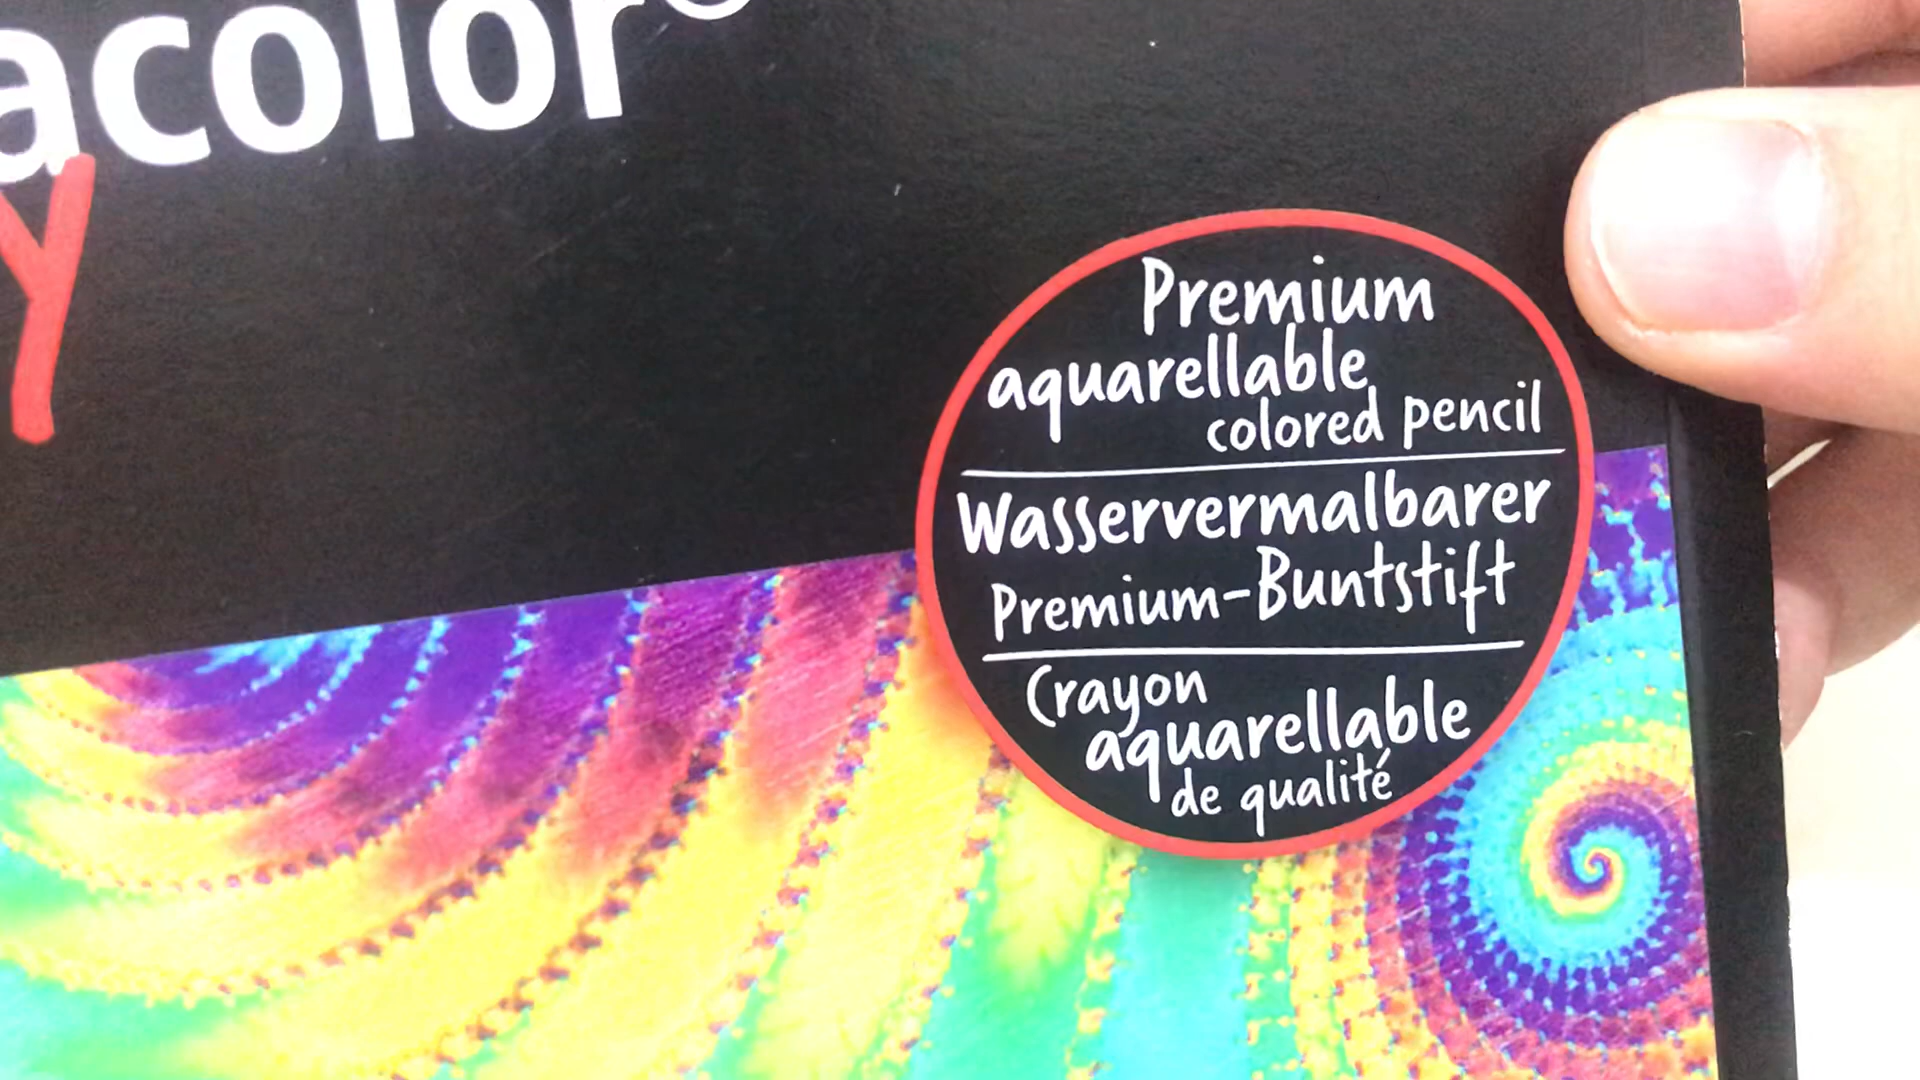 acolor®
y
Premium
aquarellable
colored pencil
Wasservermalbarer
Premium-Buntstift
Crayon
aquarellable
de qualité